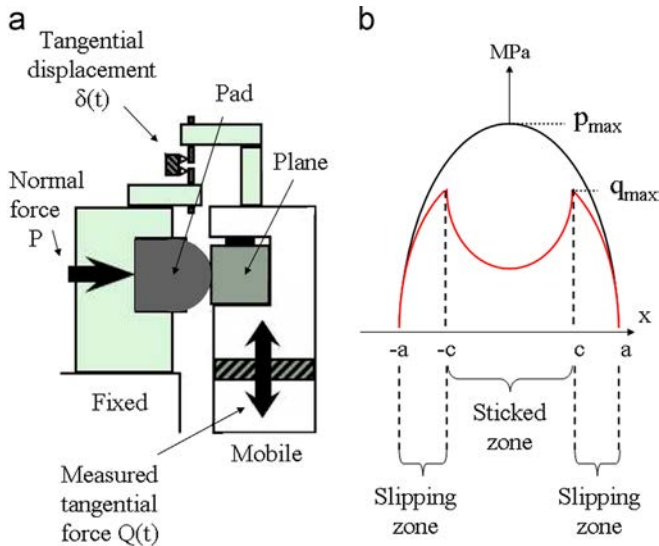 a
Tangential
displacement
δ(t)
Pad
Plane
Normal
force
P
Fixed
Mobile
Measured
tangential
force Q(t)
b
MPa
pmax
qmax
x
-a
-c
c
a
Sticked
zone
Slipping
zone
Slipping
zone